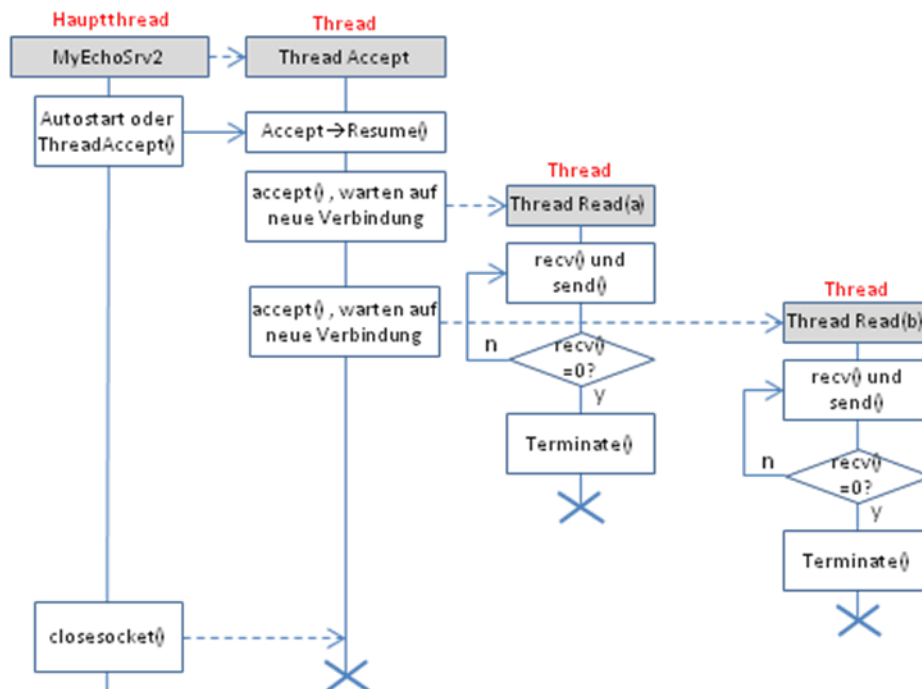 Hauptthread
Thread
MyEchoSrv2
Thread Accept
Autostart oder
ThreadAccept()
Accept→Resume()
accept() , warten auf
neue Verbindung
Thread
Thread Read(a)
recv() und
send()
accept() , warten auf
neue Verbindung
Thread
Thread Read(b)
n
recv()
=0?
y
recv() und
send()
Terminate()
n
recv()
=0?
y
Terminate()
closesocket()